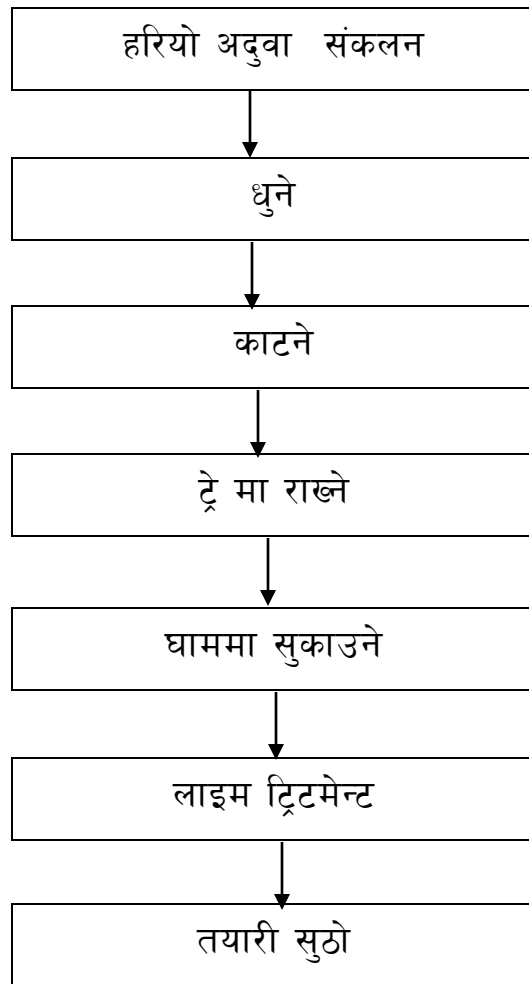 हरियो अदुवा संकलन
धुने
काटने
ट्रे मा राख्ने
घाममा सुकाउने
लाइम ट्रिटमेन्ट
तयारी सुठो